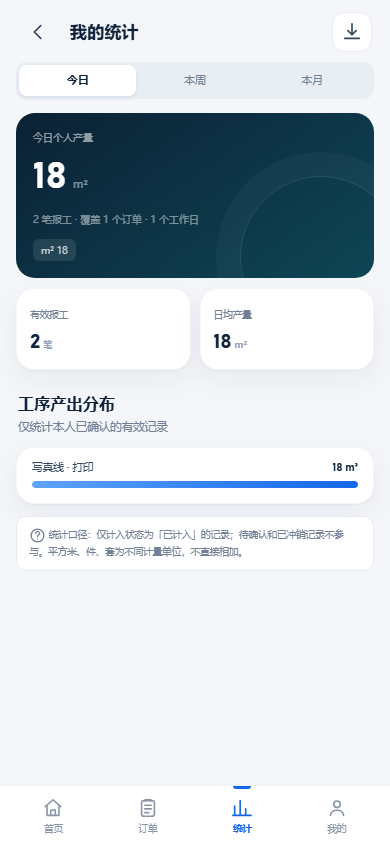 我的统计
今日
本周
本月
今日个人产量
18 m²
2 笔报工 · 覆盖 1 个订单 · 1 个工作日
m² 18
有效报工
日均产量
2 笔
18 m²
工序产出分布
仅统计本人已确认的有效记录
写真线 · 打印
18 m²
统计口径：仅计入状态为「已计入」的记录；待确认和已冲销记录不参
与。平方米、件、套为不同计量单位，不直接相加。
首页
订单
统计
我的